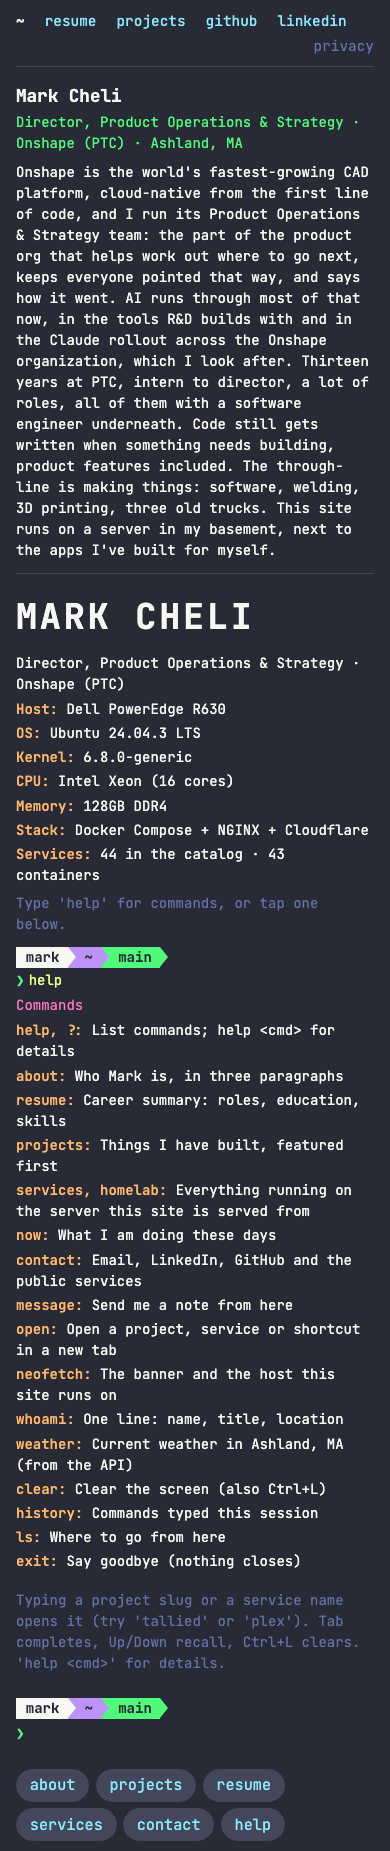 ~ resume projects github linkedin
privacy
Mark Cheli
Director, Product Operations & Strategy ·
Onshape (PTC) · Ashland, MA
Onshape is the world's fastest-growing CAD
platform, cloud-native from the first line
of code, and I run its Product Operations
& Strategy team: the part of the product
org that helps work out where to go next,
keeps everyone pointed that way, and says
how it went. AI runs through most of that
now, in the tools R&D builds with and in
the Claude rollout across the Onshape
organization, which I look after. Thirteen
years at PTC, intern to director, a lot of
roles, all of them with a software
engineer underneath. Code still gets
written when something needs building,
product features included. The through-
line is making things: software, welding,
3D printing, three old trucks. This site
runs on a server in my basement, next to
the apps I've built for myself.
MARK CHELI
Director, Product Operations & Strategy ·
Onshape (PTC)
Host: Dell PowerEdge R630
OS: Ubuntu 24.04.3 LTS
Kernel: 6.8.0-generic
CPU: Intel Xeon (16 cores)
Memory: 128GB DDR4
Stack: Docker Compose + NGINX + Cloudflare
Services: 44 in the catalog · 43
containers
Type 'help' for commands, or tap one
below.
mark ~ main
❯ help
Commands
help, ?: List commands; help <cmd> for
details
about: Who Mark is, in three paragraphs
resume: Career summary: roles, education,
skills
projects: Things I have built, featured
first
services, homelab: Everything running on
the server this site is served from
now: What I am doing these days
contact: Email, LinkedIn, GitHub and the
public services
message: Send me a note from here
open: Open a project, service or shortcut
in a new tab
neofetch: The banner and the host this
site runs on
whoami: One line: name, title, location
weather: Current weather in Ashland, MA
(from the API)
clear: Clear the screen (also Ctrl+L)
history: Commands typed this session
ls: Where to go from here
exit: Say goodbye (nothing closes)
Typing a project slug or a service name
opens it (try 'tallied' or 'plex'). Tab
completes, Up/Down recall, Ctrl+L clears.
'help <cmd>' for details.
mark ~ main
❯
about projects resume
services contact help